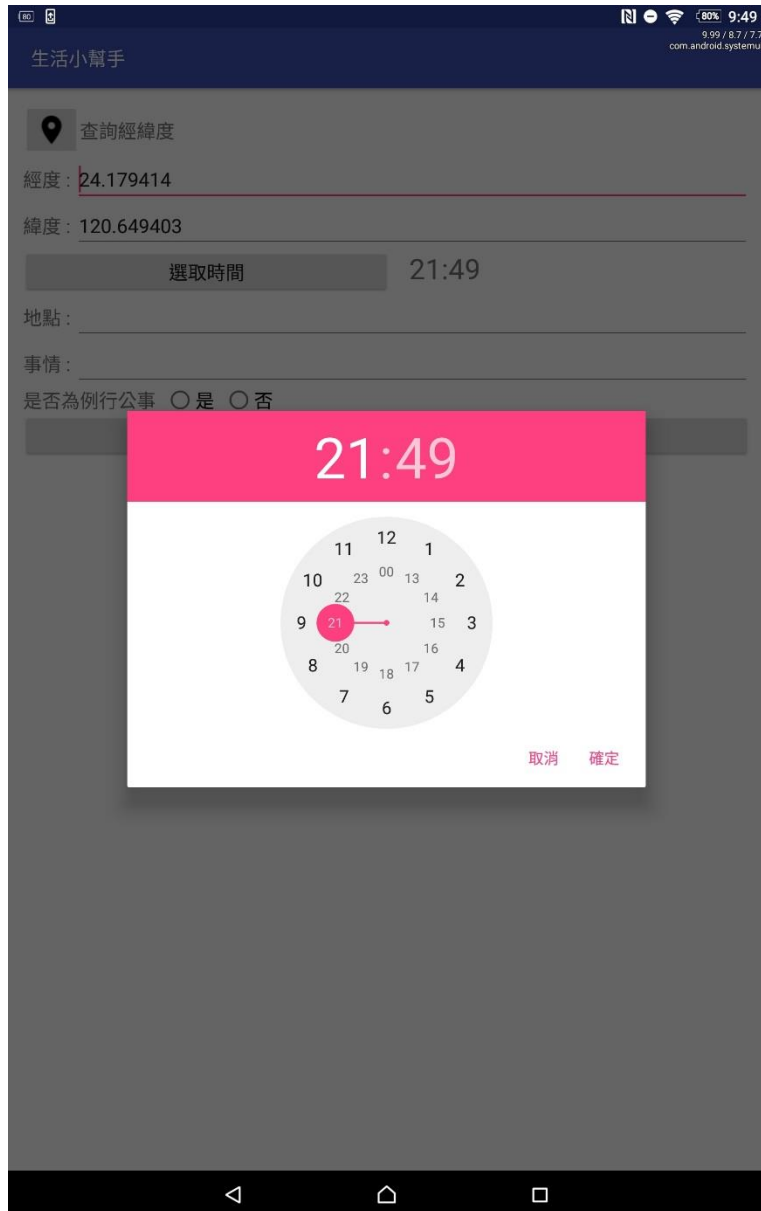 80 80% 9:49
9.99 / 8.7 / 7.7
com.android.systemu
生活小幫手
查詢經緯度
經度 : 24.179414
緯度 : 120.649403
選取時間 21:49
地點 :
事情 :
是否為例行公事 是 否
21:49
12
11 1
10 23 00 13 2
22 14
9 21 15 3
20 16
8 19 18 17 4
7 5
6
取消 確定